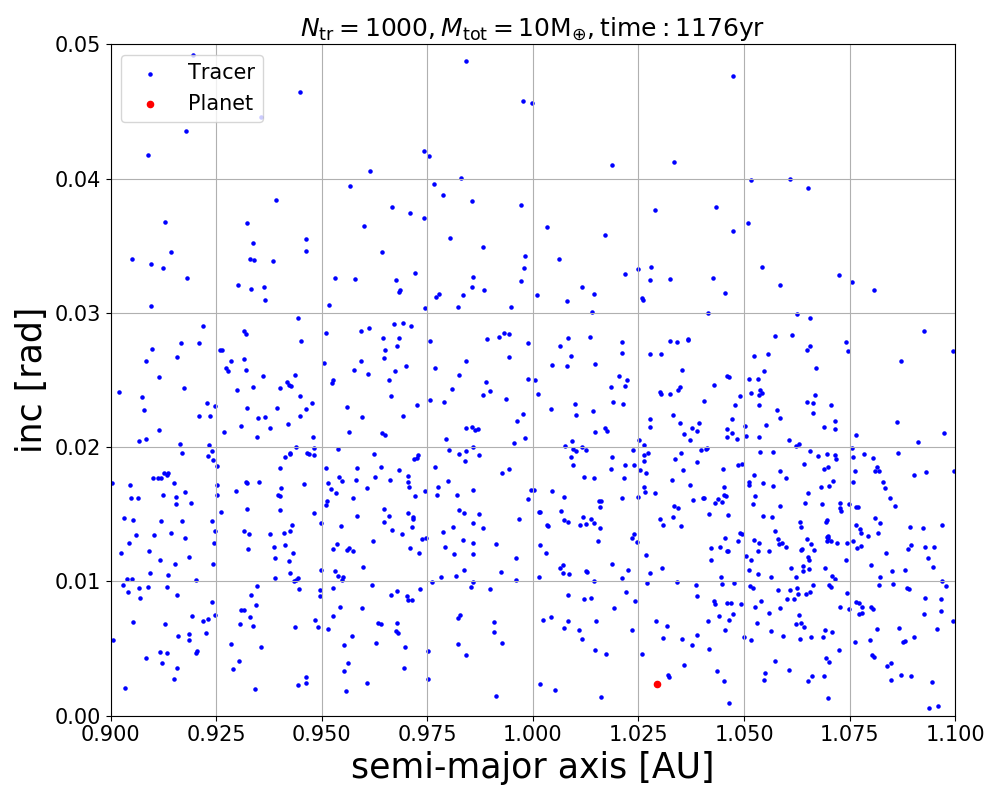 N_tr = 1000, M_tot = 10M_⊕, time : 1176yr
Tracer
Planet
0.05
0.04
0.03
0.02
0.01
0.00
inc [rad]
0.900 0.925 0.950 0.975 1.000 1.025 1.050 1.075 1.100
semi-major axis [AU]